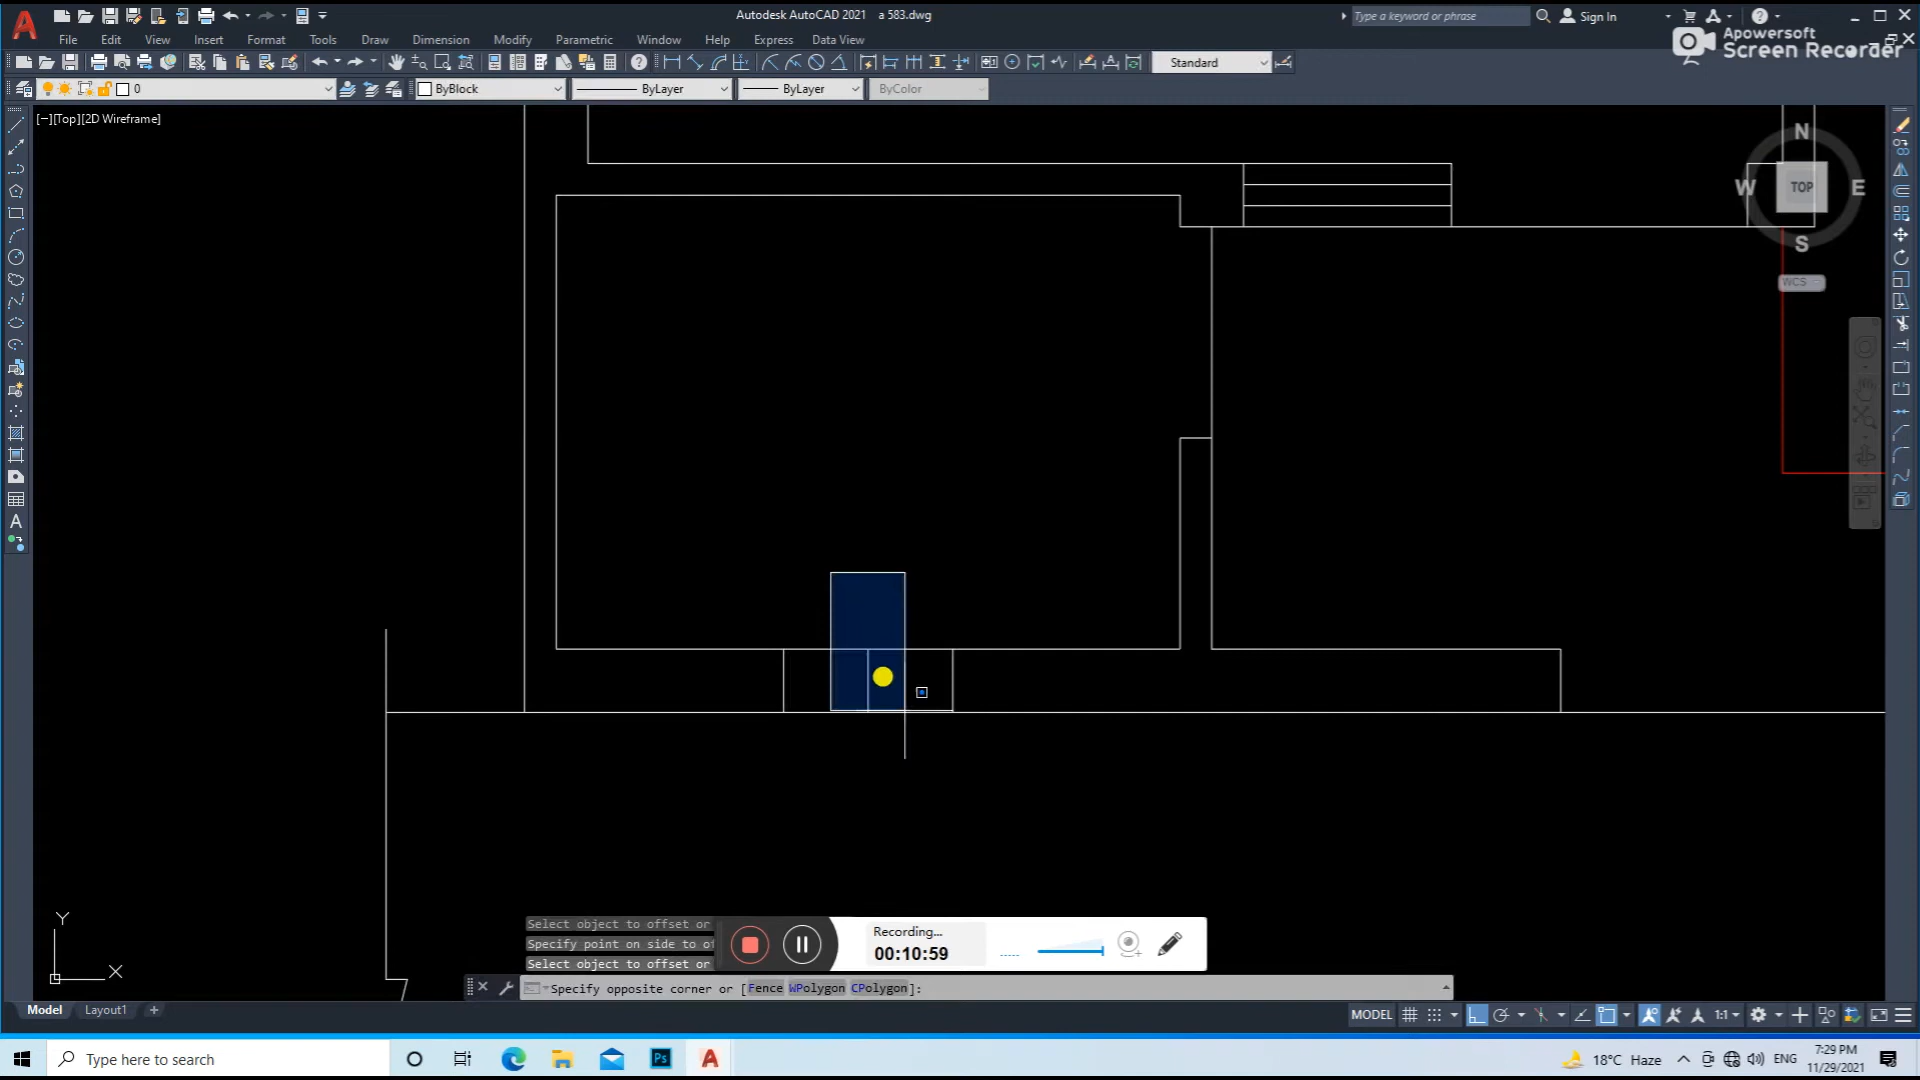 Autodesk AutoCAD 2021 a 583.dwg
Type a keyword or phrase
Sign In
File Edit View Insert Format Tools Draw Dimension Modify Parametric Window Help Express Data View
Apowersoft
Screen Recorder
Standard
0
ByBlock
ByLayer
ByLayer
ByColor
[−][Top][2D Wireframe]
N
W TOP E
S
WCS
Y
X
Select object to offset or
Specify point on side to of
Select object to offset or
Recording...
00:10:59
Specify opposite corner or [Fence WPolygon CPolygon]:
Model Layout1 +
MODEL 1:1
Type here to search
Ps
18°C Haze
ENG
7:29 PM
11/29/2021